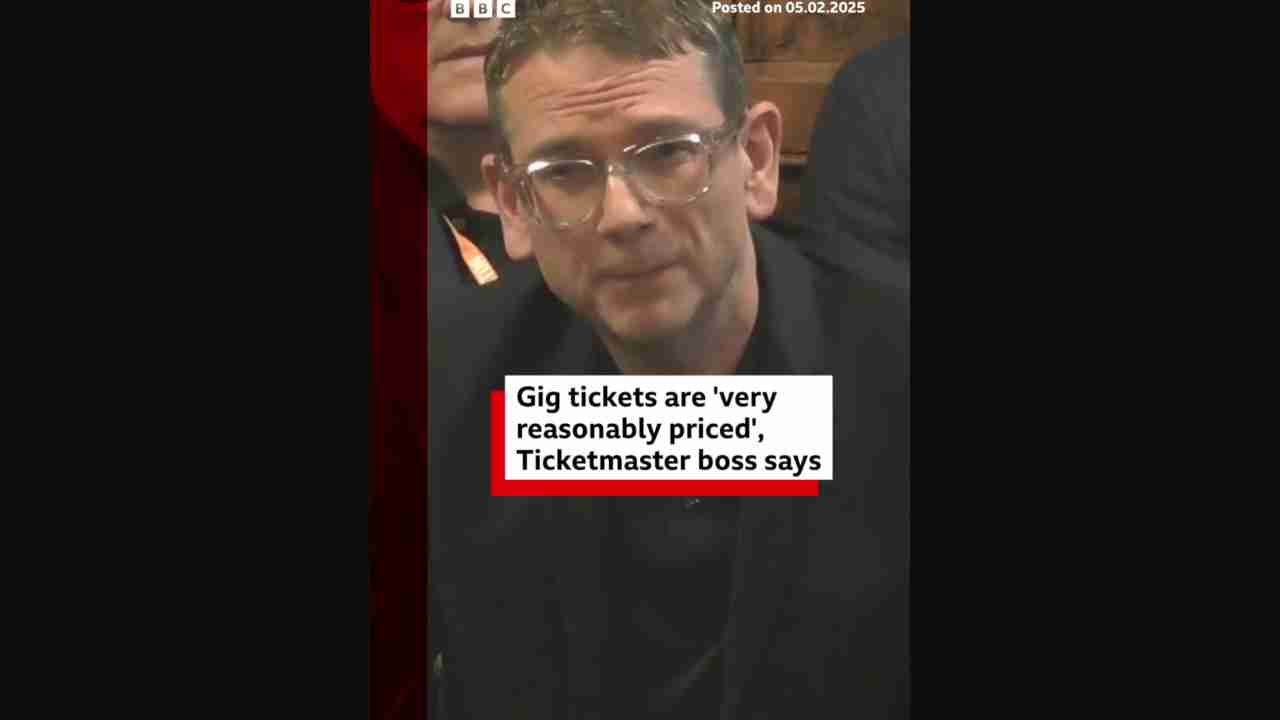 BBC
Posted on 05.02.2025
Gig tickets are 'very
reasonably priced',
Ticketmaster boss says